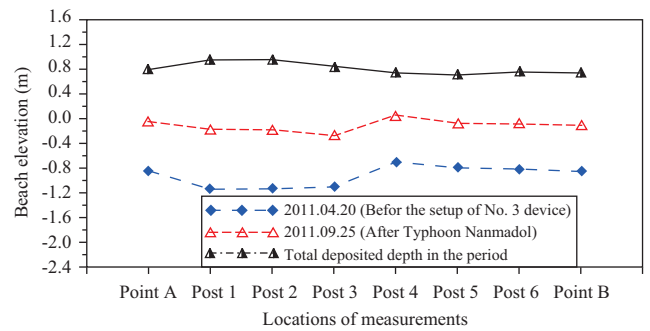 1.6
1.2
0.8
0.4
0.0
-0.4
-0.8
-1.2
-1.6
-2.0
-2.4
Beach elevation (m)
2011.04.20 (Befor the setup of No. 3 device)
2011.09.25 (After Typhoon Nanmadol)
Total deposited depth in the period
Point A Post 1 Post 2 Post 3 Post 4 Post 5 Post 6 Point B
Locations of measurements